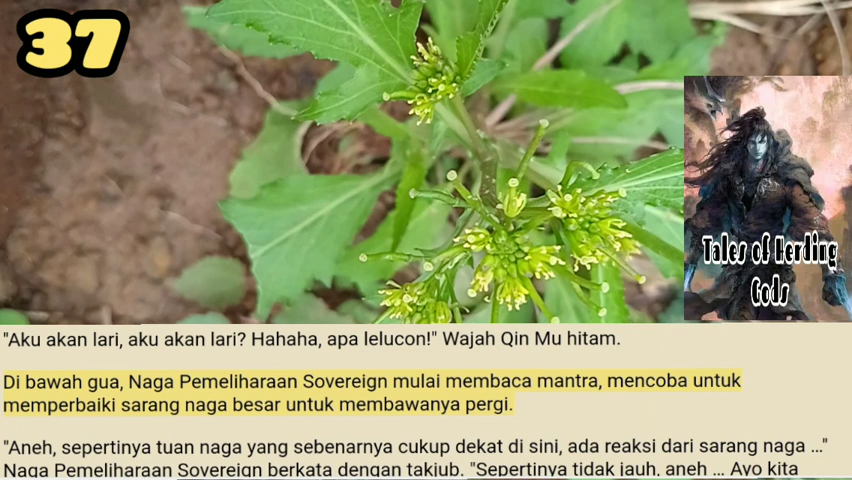 37
Tales of Herding
Gods
"Aku akan lari, aku akan lari? Hahaha, apa lelucon!" Wajah Qin Mu hitam.
Di bawah gua, Naga Pemeliharaan Sovereign mulai membaca mantra, mencoba untuk
memperbaiki sarang naga besar untuk membawanya pergi.
"Aneh, sepertinya tuan naga yang sebenarnya cukup dekat di sini, ada reaksi dari sarang naga ..."
Naga Pemeliharaan Sovereign berkata dengan takjub. "Sepertinya tidak jauh, aneh ... Ayo kita